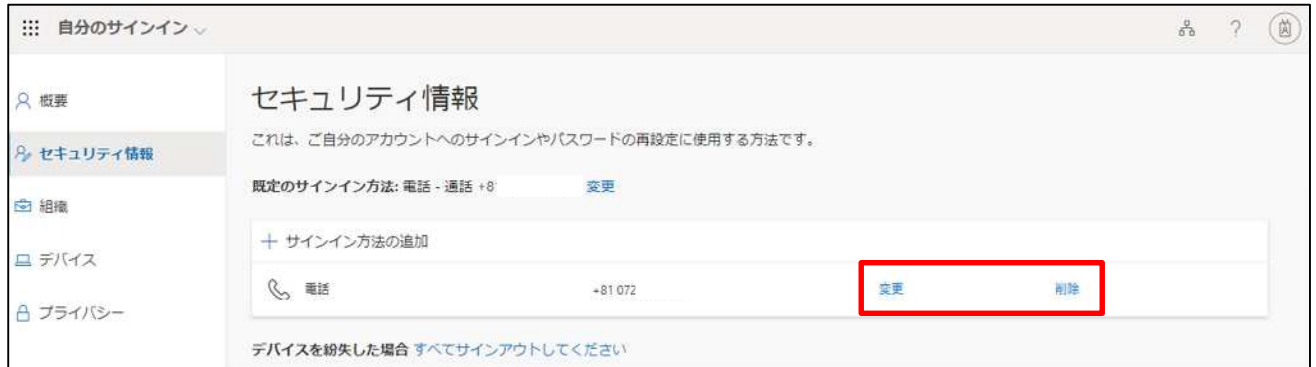 自分のサインイン
?
概要
セキュリティ情報
組織
デバイス
プライバシー
セキュリティ情報
これは、ご自分のアカウントへのサインインやパスワードの再設定に使用する方法です。
既定のサインイン方法: 電話 - 通話 +8 変更
+ サインイン方法の追加
電話 +81 072 変更 削除
デバイスを紛失した場合 すべてサインアウトしてください